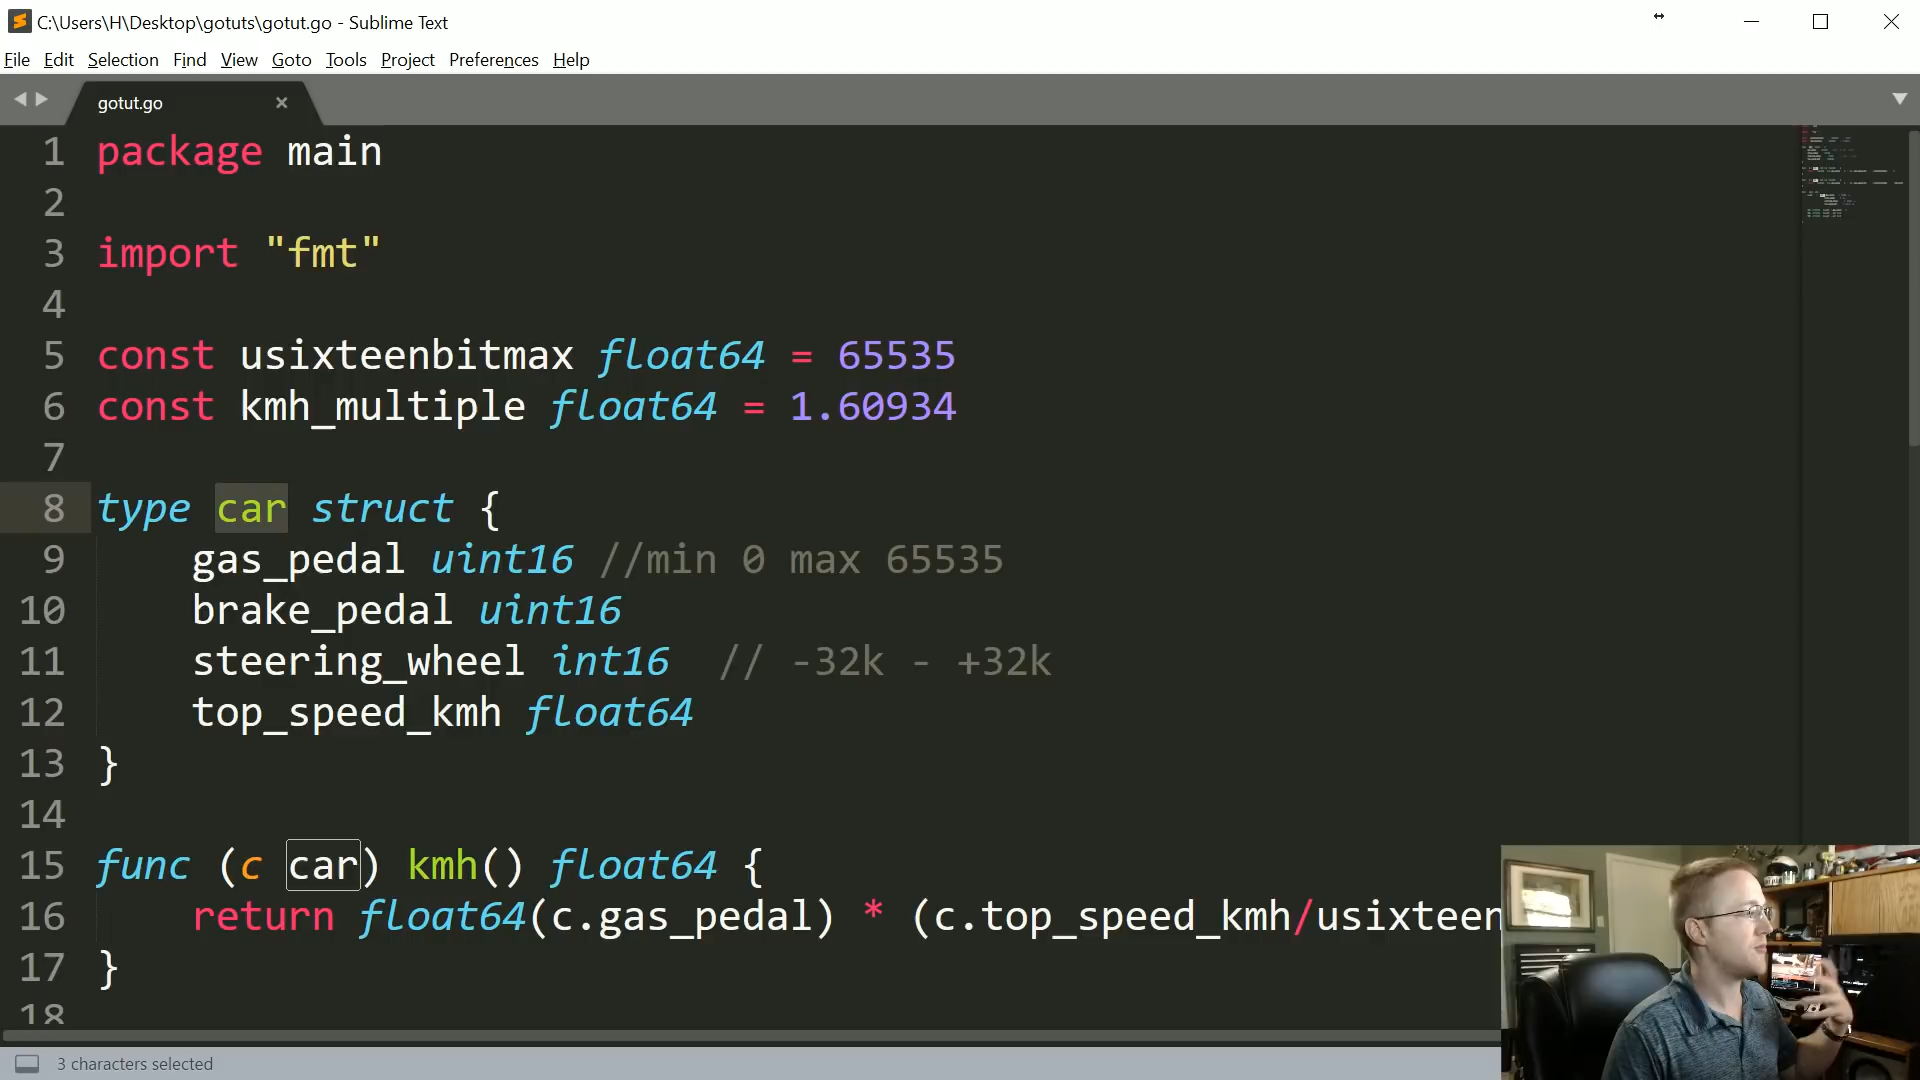 C:\Users\H\Desktop\gotuts\gotut.go - Sublime Text
File Edit Selection Find View Goto Tools Project Preferences Help
gotut.go
1 package main
2
3 import "fmt"
4
5 const usixteenbitmax float64 = 65535
6 const kmh_multiple float64 = 1.60934
7
8 type car struct {
9 gas_pedal uint16 //min 0 max 65535
10 brake_pedal uint16
11 steering_wheel int16 // -32k - +32k
12 top_speed_kmh float64
13 }
14
15 func (c car) kmh() float64 {
16 return float64(c.gas_pedal) * (c.top_speed_kmh/usixteen
17 }
18
3 characters selected